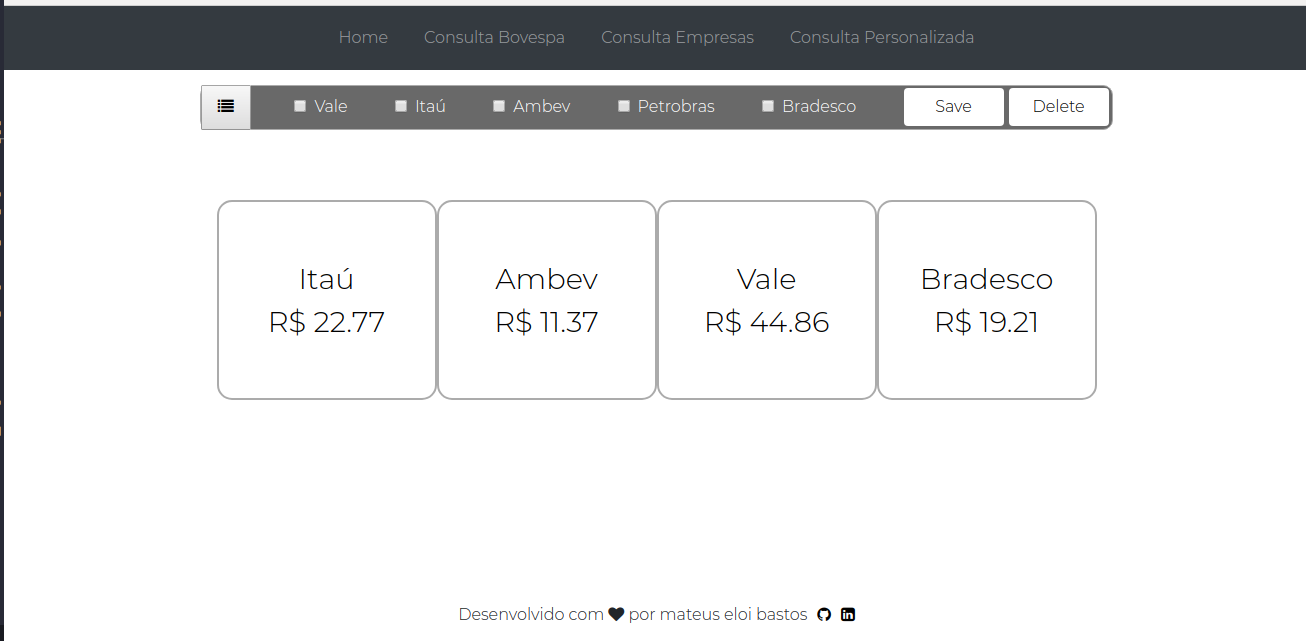 Home Consulta Bovespa Consulta Empresas Consulta Personalizada
Vale Itaú Ambev Petrobras Bradesco Save Delete
Itaú
R$ 22.77
Ambev
R$ 11.37
Vale
R$ 44.86
Bradesco
R$ 19.21
Desenvolvido com por mateus eloi bastos